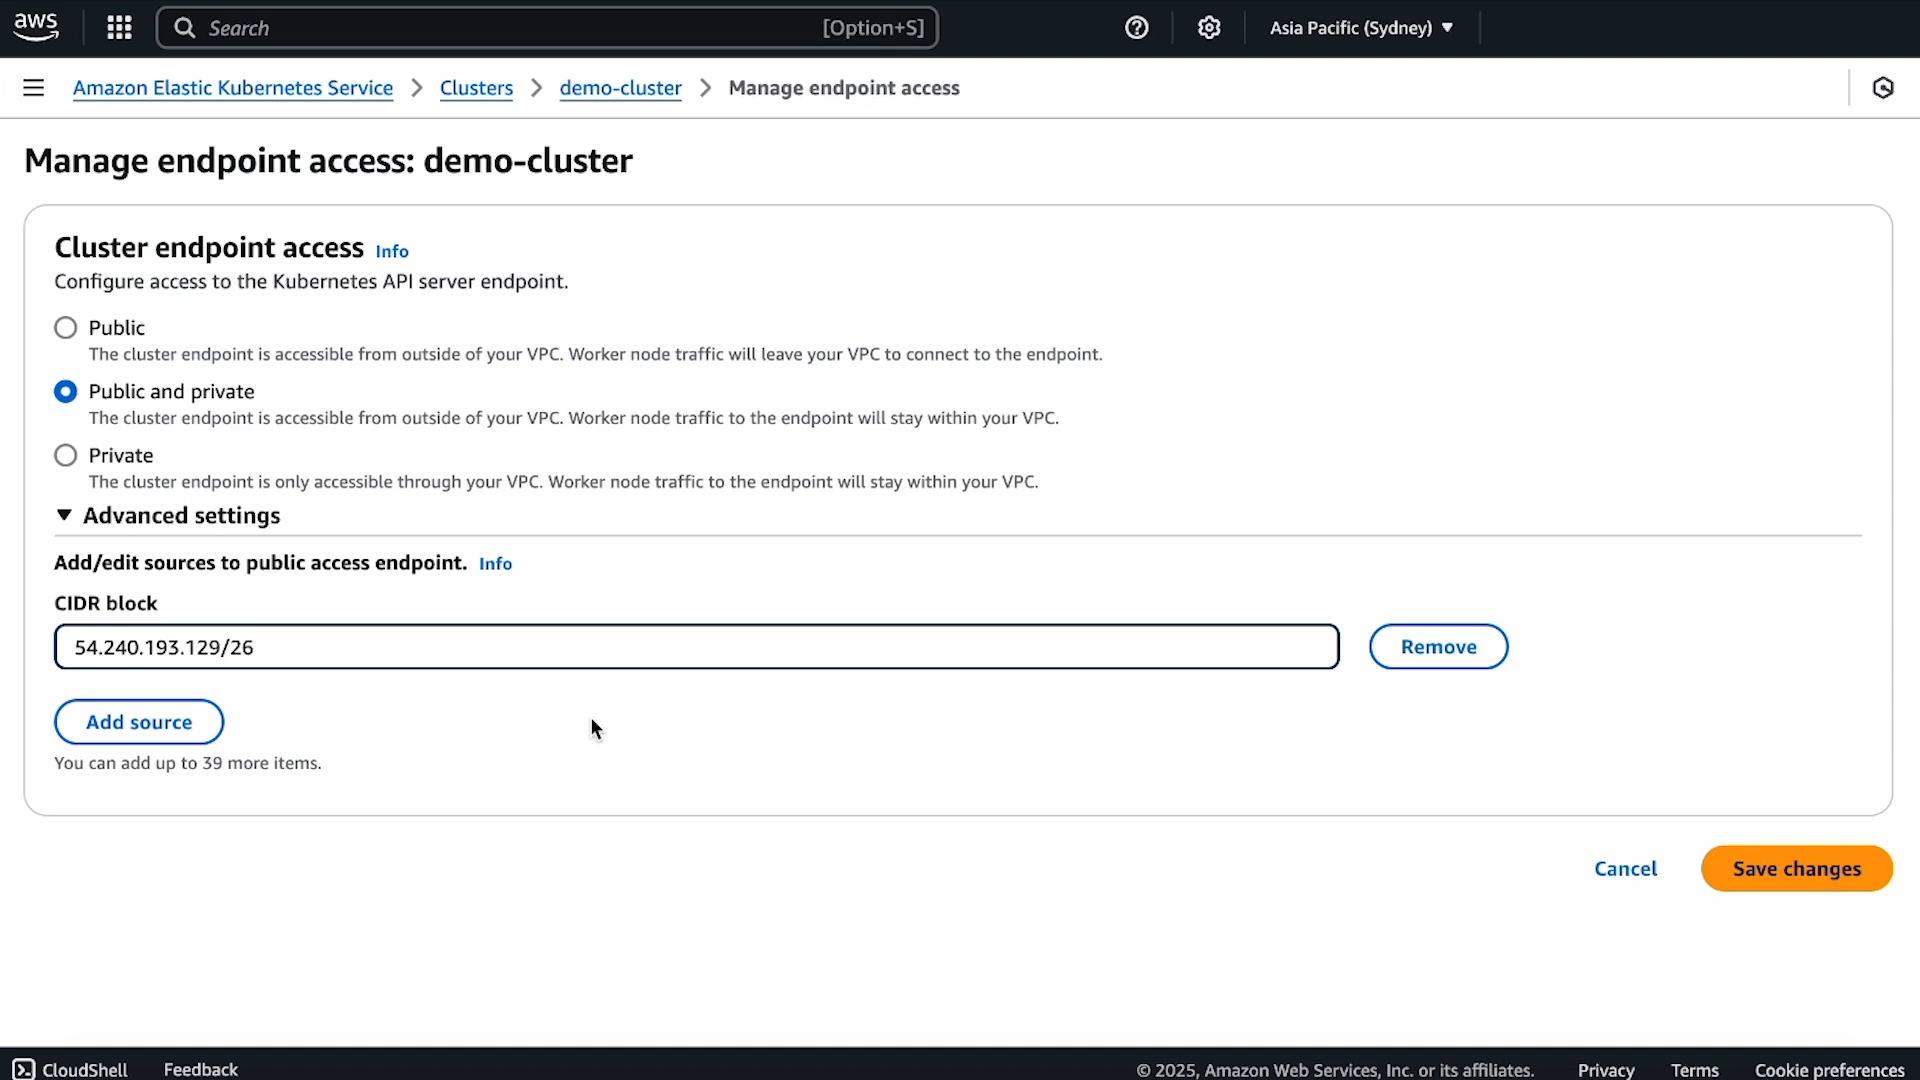 aws
Search [Option+S]
Asia Pacific (Sydney)
Amazon Elastic Kubernetes Service > Clusters > demo-cluster > Manage endpoint access
Manage endpoint access: demo-cluster
Cluster endpoint access Info
Configure access to the Kubernetes API server endpoint.
Public
The cluster endpoint is accessible from outside of your VPC. Worker node traffic will leave your VPC to connect to the endpoint.
Public and private
The cluster endpoint is accessible from outside of your VPC. Worker node traffic to the endpoint will stay within your VPC.
Private
The cluster endpoint is only accessible through your VPC. Worker node traffic to the endpoint will stay within your VPC.
Advanced settings
Add/edit sources to public access endpoint. Info
CIDR block
54.240.193.129/26
Remove
Add source
You can add up to 39 more items.
Cancel
Save changes
CloudShell Feedback © 2025, Amazon Web Services, Inc. or its affiliates. Privacy Terms Cookie preferences